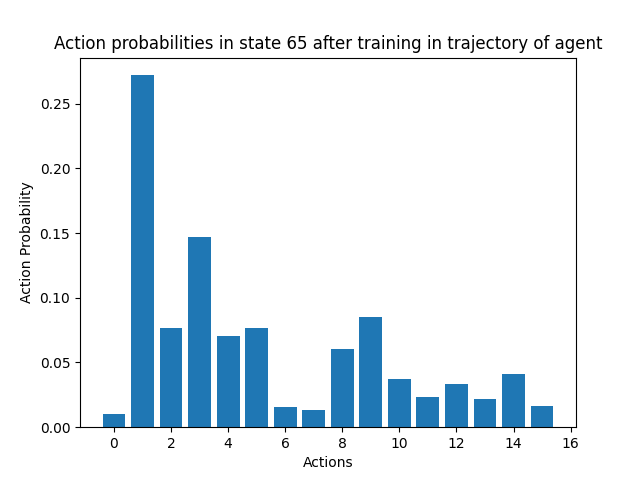 Action probabilities in state 65 after training in trajectory of agent
0.25
0.20
0.15
0.10
0.05
0.00
Action Probability
0 2 4 6 8 10 12 14 16
Actions